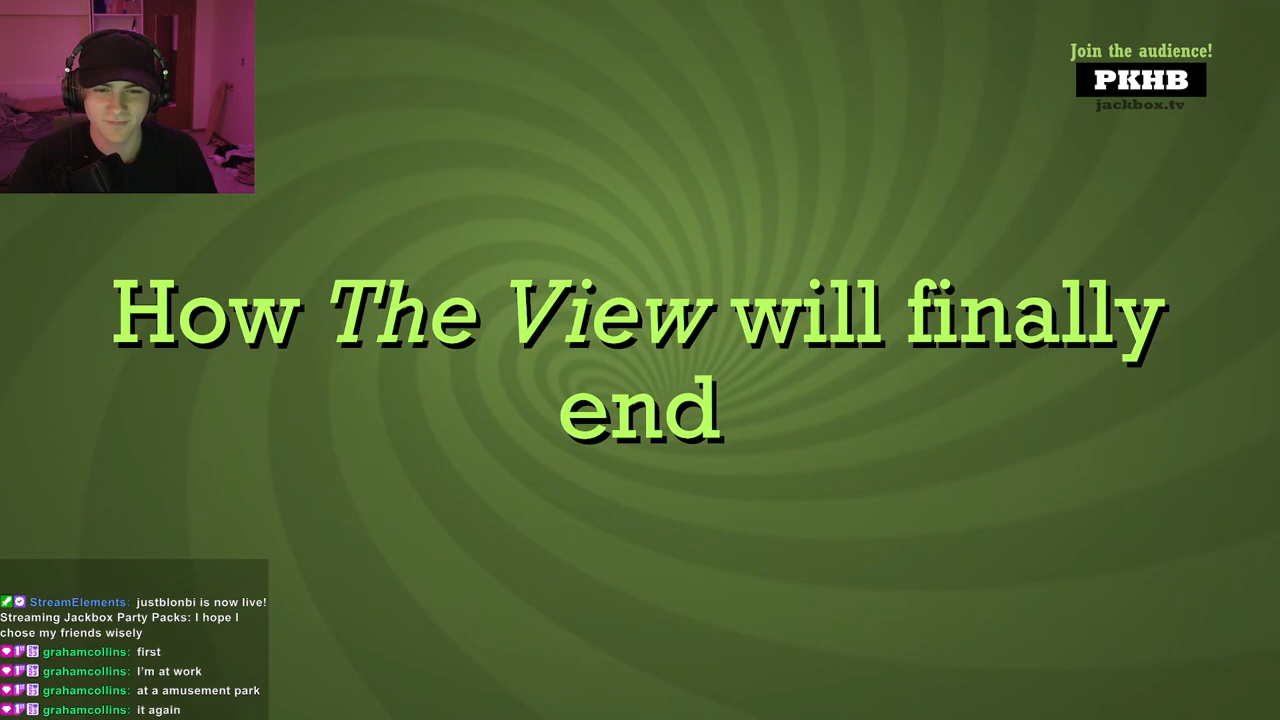 Join the audience!
PKHB
jackbox.tv
How The View will finally
end
StreamElements: justblonbi is now live!
Streaming Jackbox Party Packs: I hope I
chose my friends wisely
grahamcollins: first
grahamcollins: I'm at work
grahamcollins: at a amusement park
grahamcollins: it again